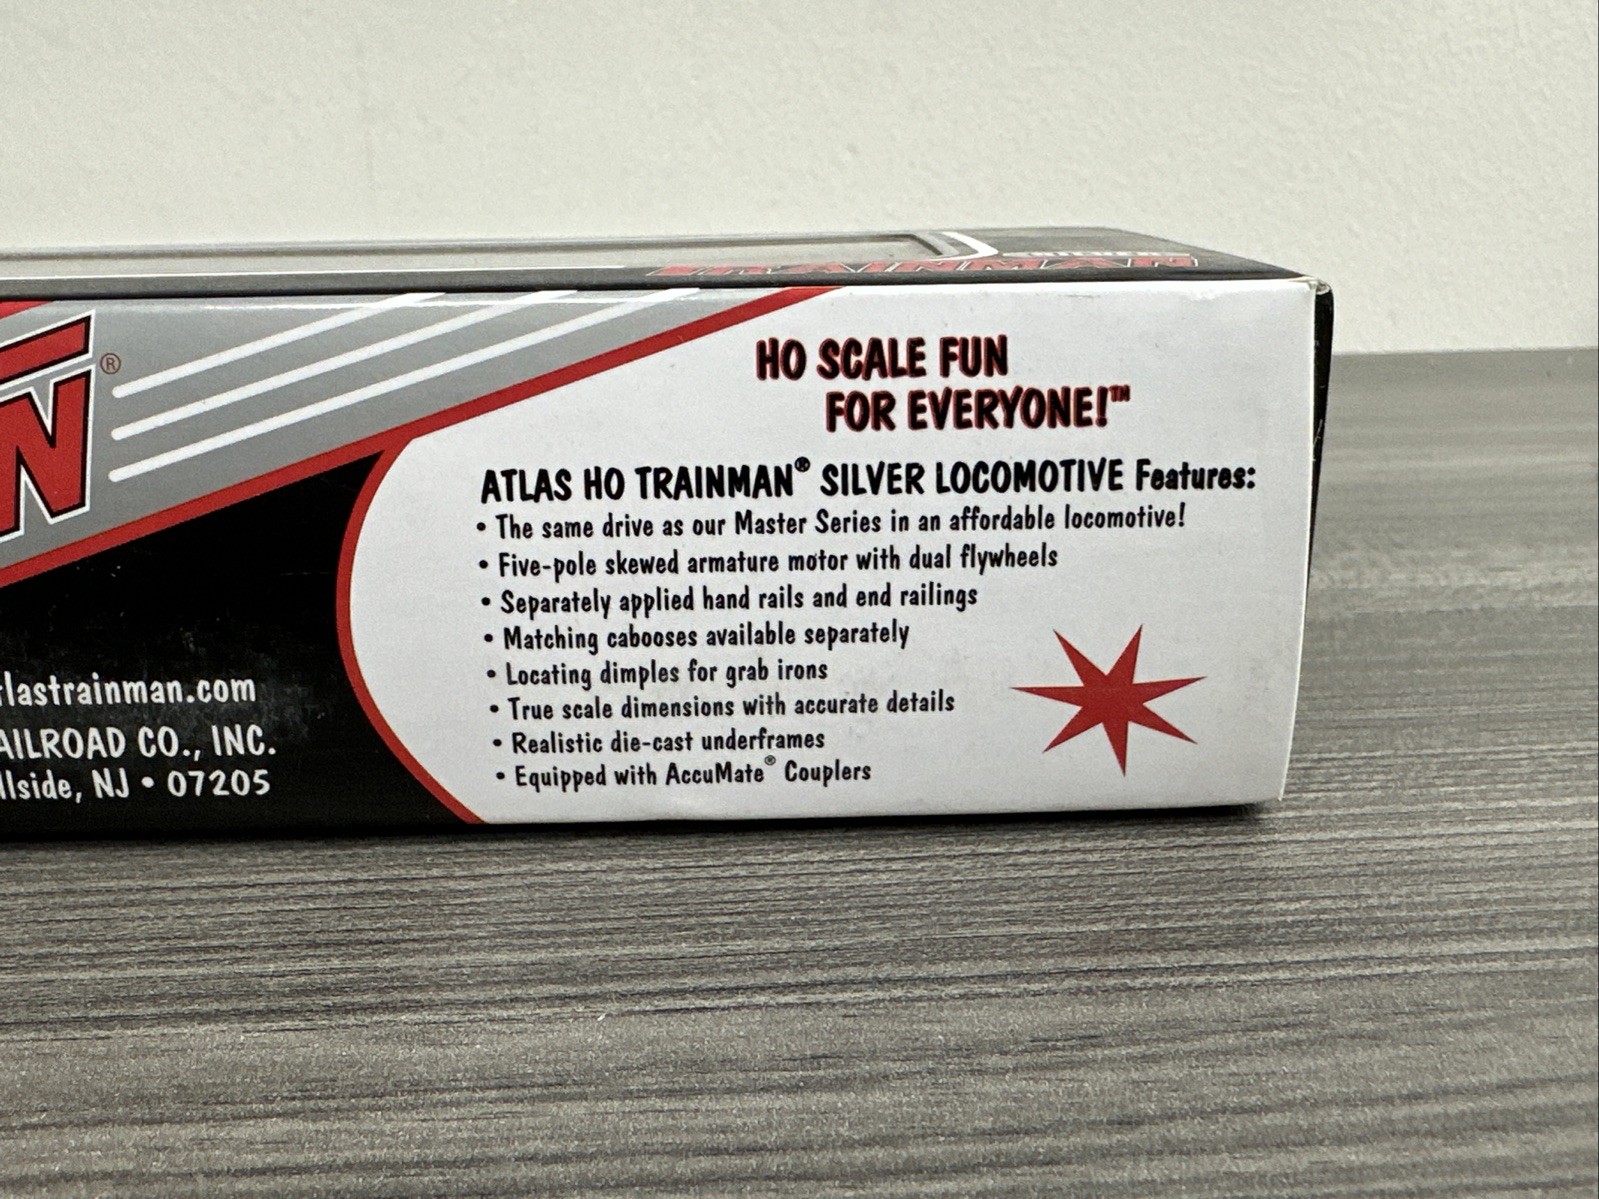 TRAINMAN
N®
HO SCALE FUN
FOR EVERYONE!™
ATLAS HO TRAINMAN® SILVER LOCOMOTIVE Features:
• The same drive as our Master Series in an affordable locomotive!
• Five-pole skewed armature motor with dual flywheels
• Separately applied hand rails and end railings
• Matching cabooses available separately
• Locating dimples for grab irons
• True scale dimensions with accurate details
• Realistic die-cast underframes
• Equipped with AccuMate® Couplers
tlastrainman.com
AILROAD CO., INC.
llside, NJ • 07205